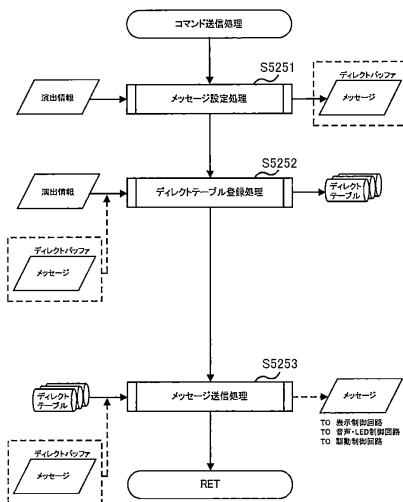 コマンド送信処理
S5251
演出情報
メッセージ設定処理
ディレクトバッファ
メッセージ
S5252
演出情報
ディレクトテーブル登録処理
ディレクト
テーブル
ディレクトバッファ
メッセージ
S5253
ディレクト
テーブル
メッセージ送信処理
メッセージ
TO 表示制御回路
TO 音声・LED制御回路
TO 駆動制御回路
ディレクトバッファ
メッセージ
RET